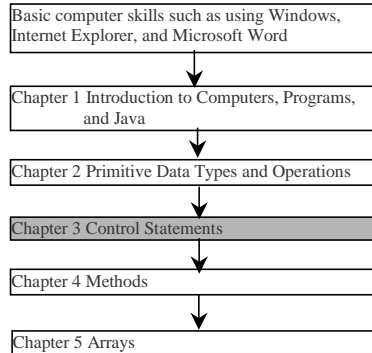 Basic computer skills such as using Windows,
Internet Explorer, and Microsoft Word
Chapter 1 Introduction to Computers, Programs,
and Java
Chapter 2 Primitive Data Types and Operations
Chapter 3 Control Statements
Chapter 4 Methods
Chapter 5 Arrays